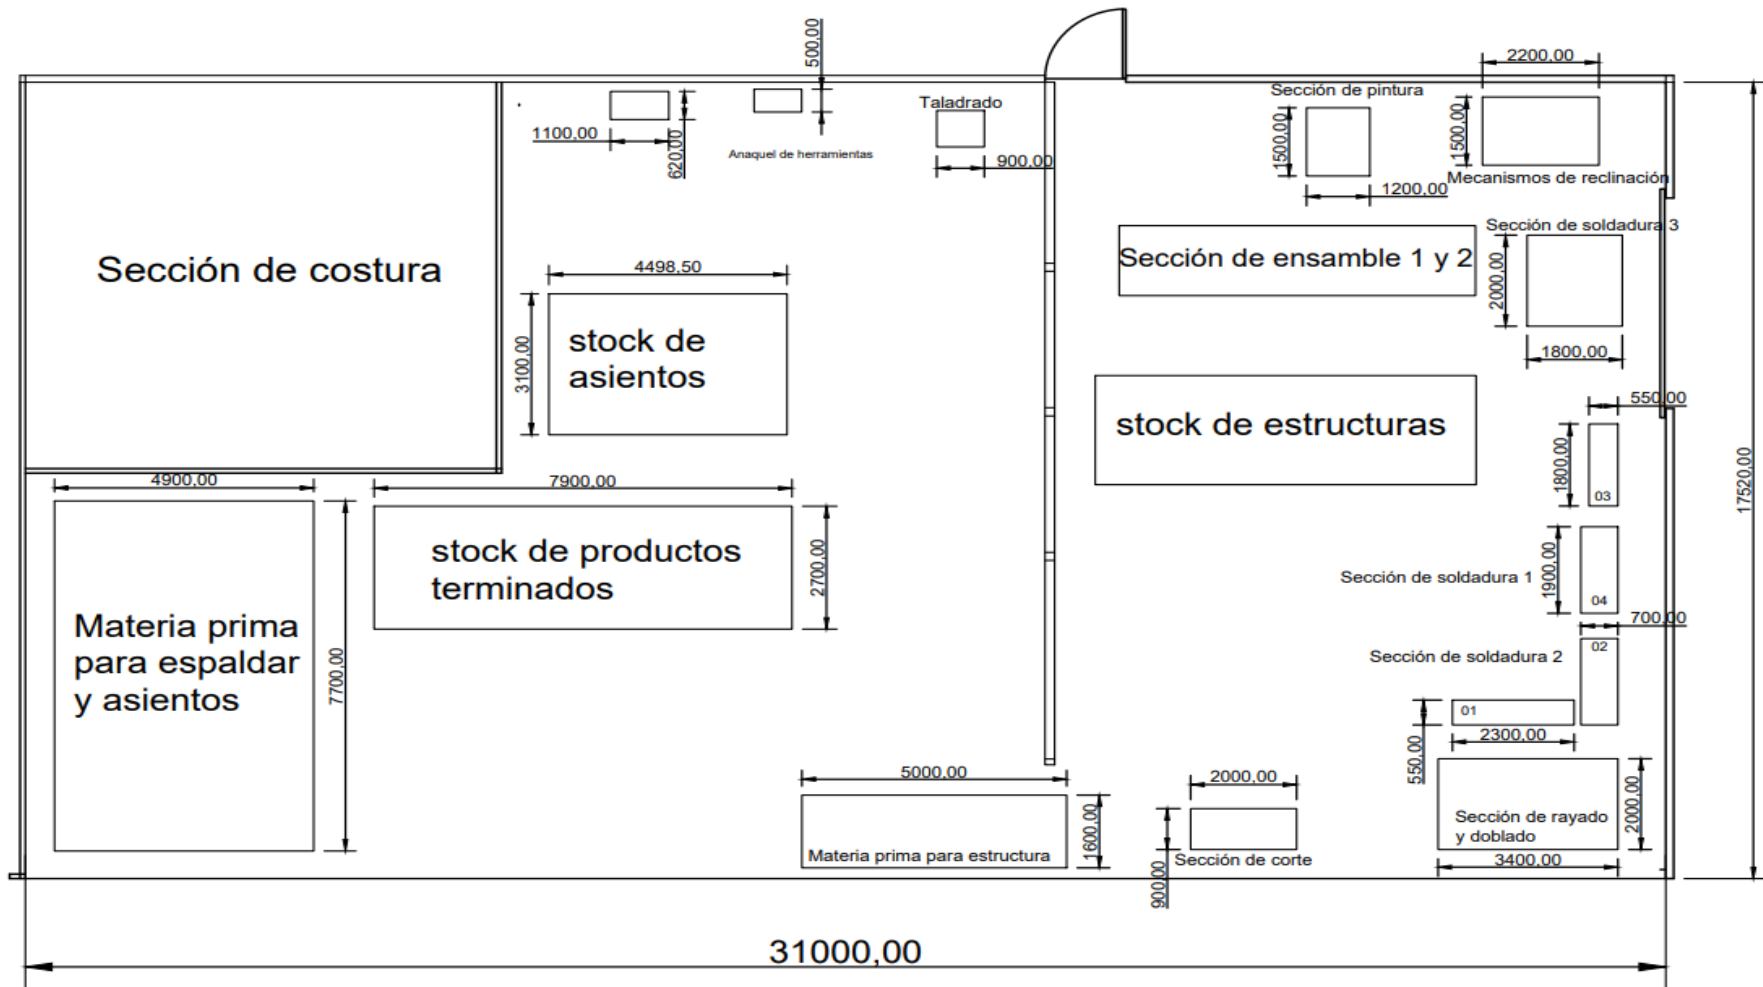 500,00
2200,00
Sección de pintura
Taladrado
1100,00
620,00
Anaquel de herramientas
900,00
1500,00
1200,00
1500,00
Mecanismos de reclinación
Sección de soldadura 3
Sección de costura
4498,50
Sección de ensamble 1 y 2
2000,00
stock de
asientos
3100,00
1800,00
550,00
stock de estructuras
4900,00
7900,00
1800,00
03
17520,00
stock de productos
terminados
2700,00
Sección de soldadura 1
1900,00
04
700,00
Materia prima
para espaldar
y asientos
7700,00
Sección de soldadura 2
02
01
2300,00
550,00
5000,00
2000,00
Materia prima para estructura
1600,00
900,00
Sección de corte
Sección de rayado
y doblado
2000,00
3400,00
31000,00